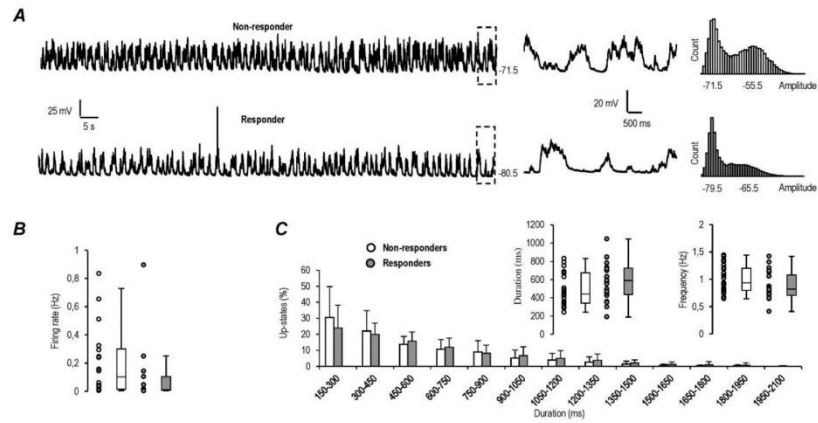 A
Non-responder
-71.5
25 mV
5 s
Responder
-80.5
20 mV
500 ms
Count
-71.5 -55.5 Amplitude
Count
-79.5 -65.5 Amplitude
B
Firing rate (Hz)
1
0,8
0,6
0,4
0,2
0
C
Non-responders
Responders
Up-states (%)
60
50
40
30
20
10
0
150-300
300-450
450-600
600-750
750-900
900-1050
1050-1200
1200-1350
1350-1500
1500-1650
1650-1800
1800-1950
1950-2100
Duration (ms)
Duration (ms)
1200
1000
800
600
400
200
0
Frequency (Hz)
2
1,5
1
0,5
0